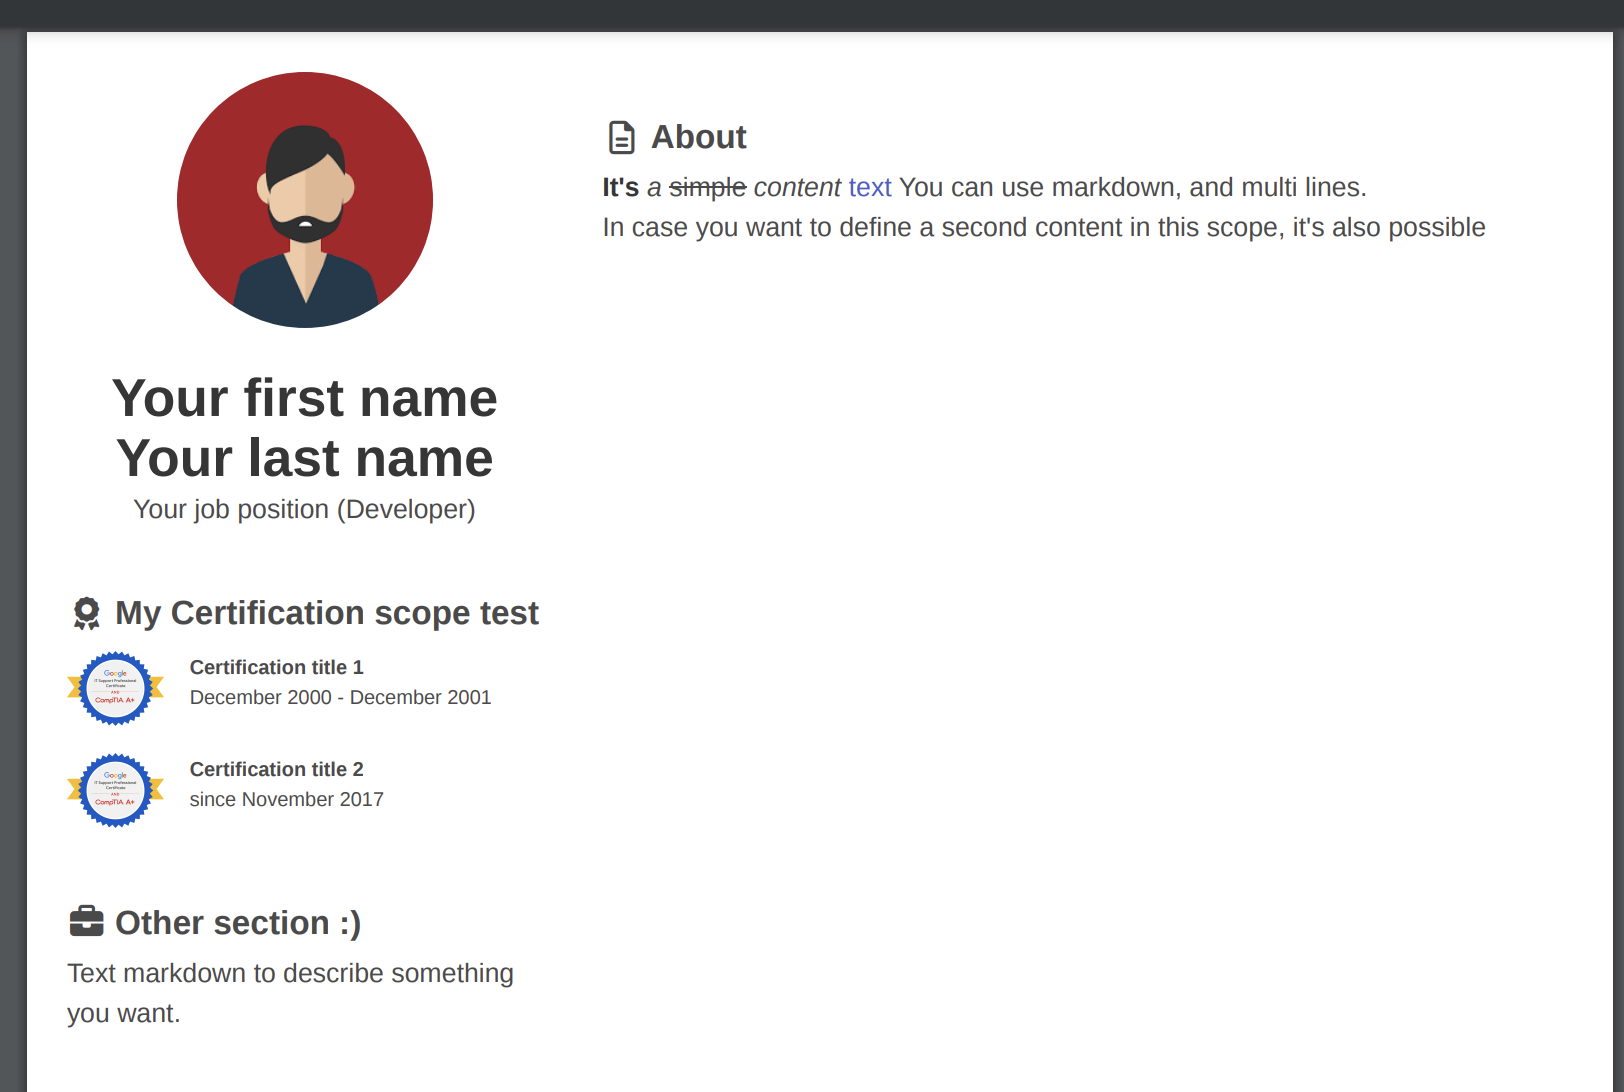 Your first name
Your last name
Your job position (Developer)
My Certification scope test
Google
IT Support Professional
Certificate
AND
CompTIA A+
Certification title 1
December 2000 - December 2001
Google
IT Support Professional
Certificate
AND
CompTIA A+
Certification title 2
since November 2017
Other section :)
Text markdown to describe something
you want.
About
It's a simple content text You can use markdown, and multi lines.
In case you want to define a second content in this scope, it's also possible